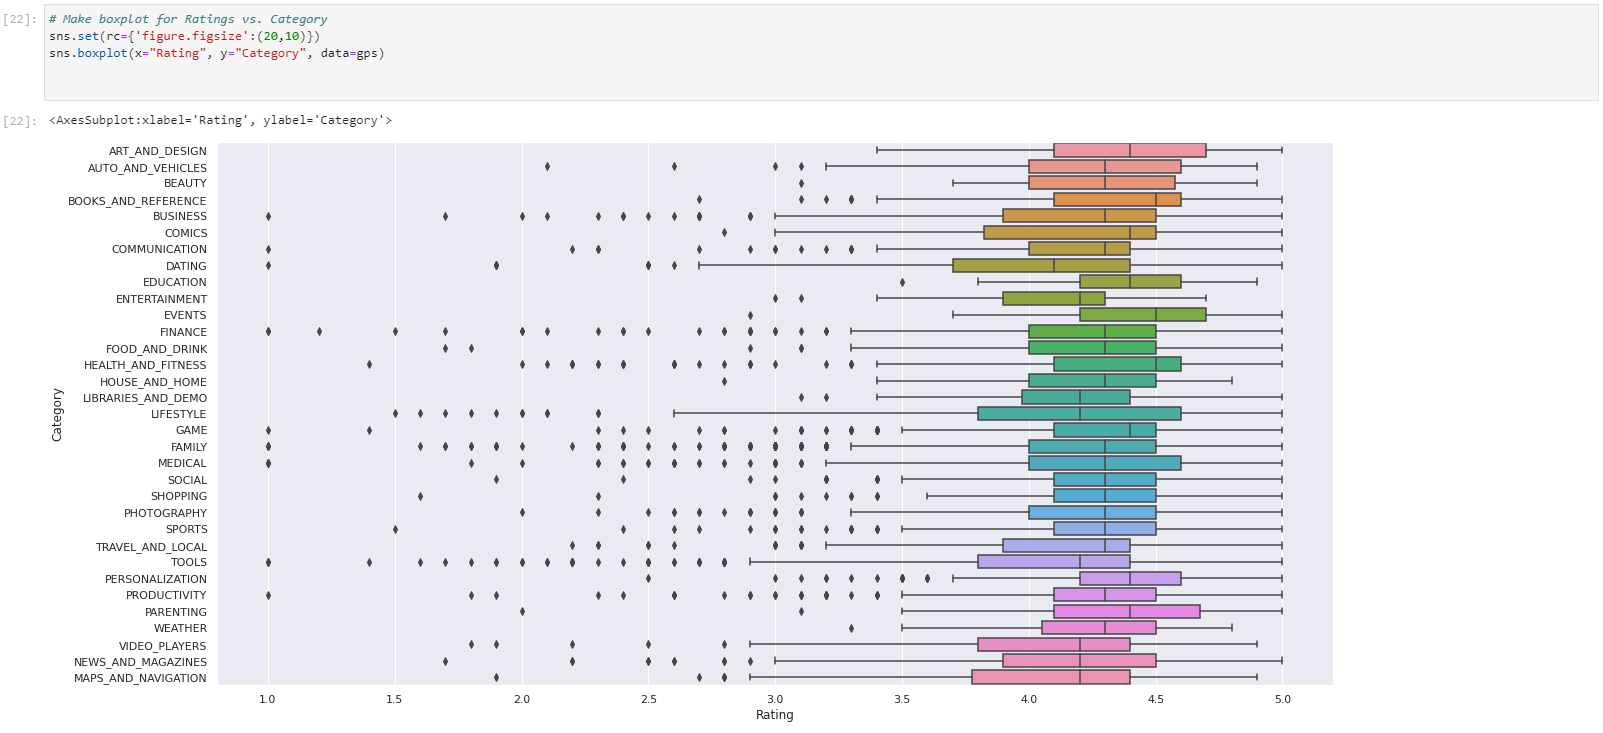 [22]: # Make boxplot for Ratings vs. Category
sns.set(rc={'figure.figsize':(20,10)})
sns.boxplot(x="Rating", y="Category", data=gps)
[22]: <AxesSubplot:xlabel='Rating', ylabel='Category'>
ART_AND_DESIGN
AUTO_AND_VEHICLES
BEAUTY
BOOKS_AND_REFERENCE
BUSINESS
COMICS
COMMUNICATION
DATING
EDUCATION
ENTERTAINMENT
EVENTS
FINANCE
FOOD_AND_DRINK
HEALTH_AND_FITNESS
HOUSE_AND_HOME
LIBRARIES_AND_DEMO
LIFESTYLE
GAME
FAMILY
MEDICAL
SOCIAL
SHOPPING
PHOTOGRAPHY
SPORTS
TRAVEL_AND_LOCAL
TOOLS
PERSONALIZATION
PRODUCTIVITY
PARENTING
WEATHER
VIDEO_PLAYERS
NEWS_AND_MAGAZINES
MAPS_AND_NAVIGATION
Category
1.0 1.5 2.0 2.5 3.0 3.5 4.0 4.5 5.0
Rating